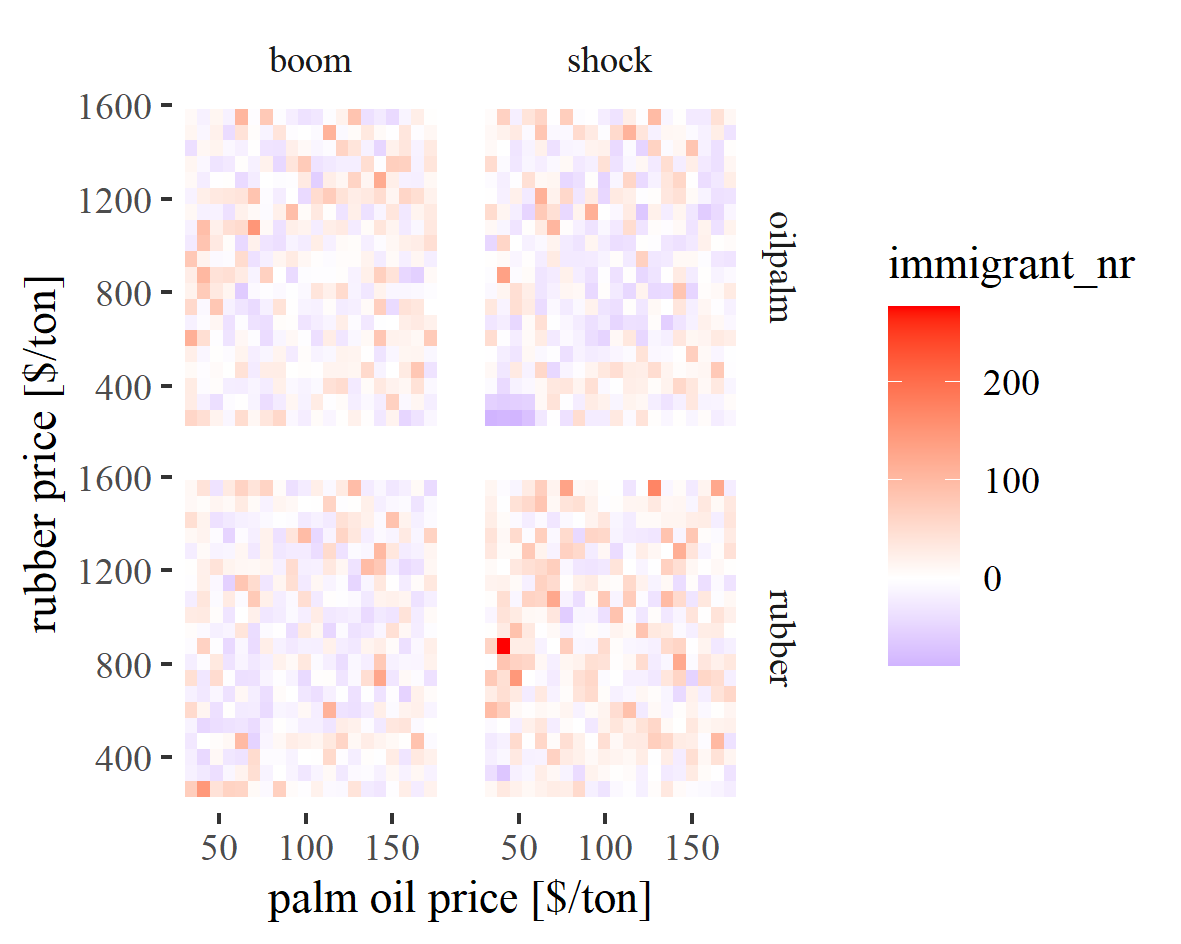 boom shock
1600
1200
800
400
oilpalm
1600
1200
800
400
rubber
50 100 150 50 100 150
palm oil price [$/ton]
rubber price [$/ton]
immigrant_nr
200
100
0